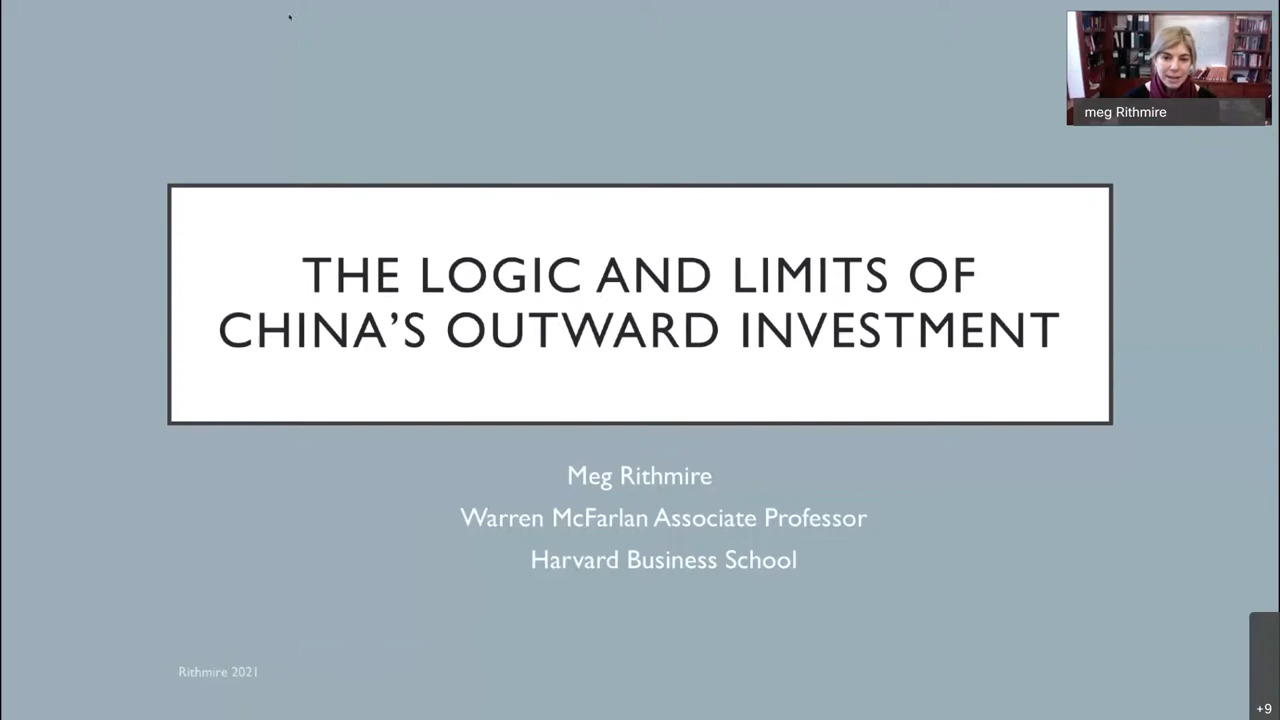 meg Rithmire
THE LOGIC AND LIMITS OF
CHINA’S OUTWARD INVESTMENT
Meg Rithmire
Warren McFarlan Associate Professor
Harvard Business School
Rithmire 2021
+9